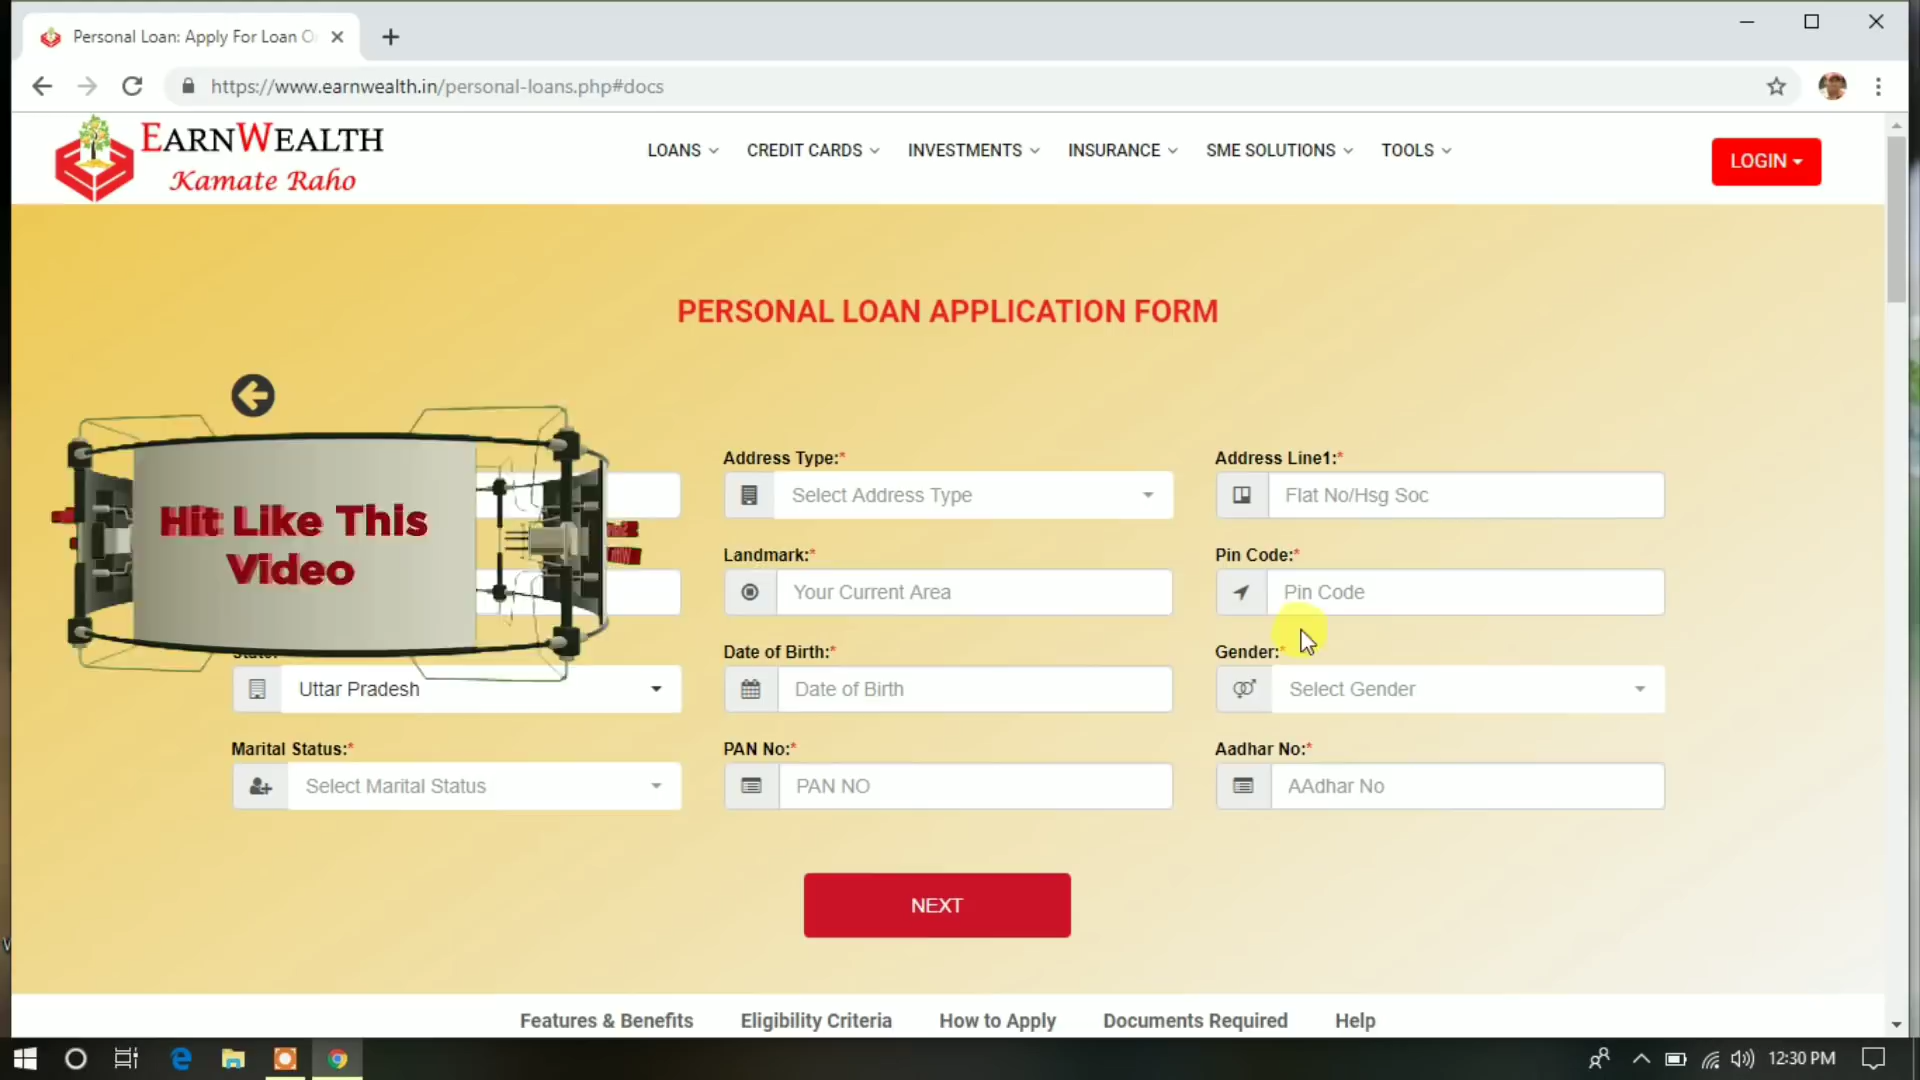 Personal Loan: Apply For Loan O
https://www.earnwealth.in/personal-loans.php#docs
EARNWEALTH
Kamate Raho
LOANS
CREDIT CARDS
INVESTMENTS
INSURANCE
SME SOLUTIONS
TOOLS
LOGIN
PERSONAL LOAN APPLICATION FORM
Hit Like This
Video
Address Type:*
Select Address Type
Address Line1:*
Flat No/Hsg Soc
Landmark:*
Your Current Area
Pin Code:*
Pin Code
Uttar Pradesh
Date of Birth:*
Date of Birth
Gender:*
Select Gender
Marital Status:*
Select Marital Status
PAN No:*
PAN NO
Aadhar No:*
AAdhar No
NEXT
Features & Benefits
Eligibility Criteria
How to Apply
Documents Required
Help
12:30 PM